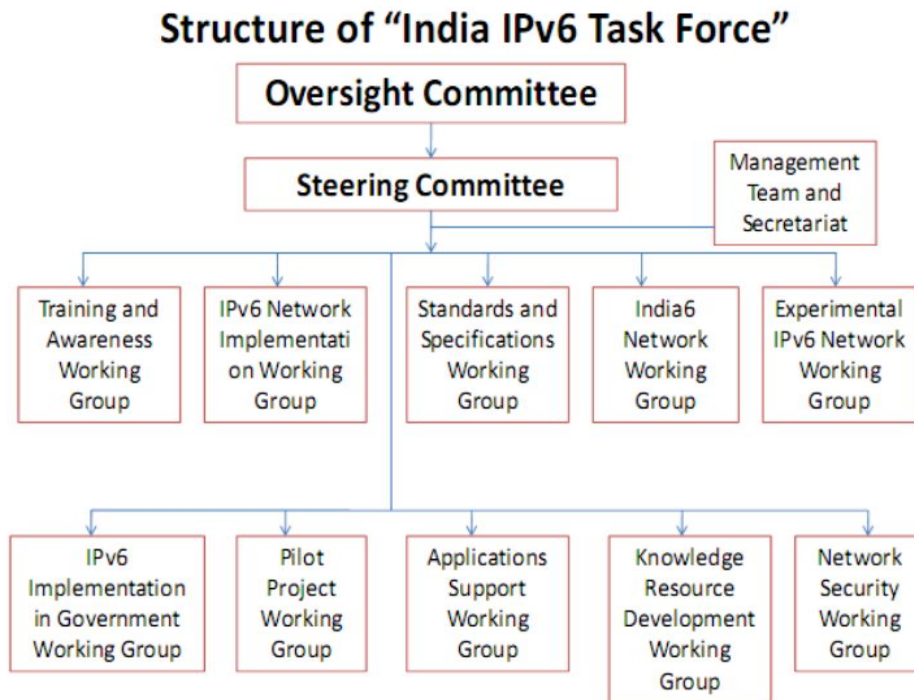 Structure of “India IPv6 Task Force”
Oversight Committee
Steering Committee
Management
Team and
Secretariat
Training and
Awareness
Working
Group
IPv6 Network
Implementati
on Working
Group
Standards and
Specifications
Working
Group
India6
Network
Working
Group
Experimental
IPv6 Network
Working
Group
IPv6
Implementation
in Government
Working Group
Pilot
Project
Working
Group
Applications
Support
Working
Group
Knowledge
Resource
Development
Working
Group
Network
Security
Working
Group